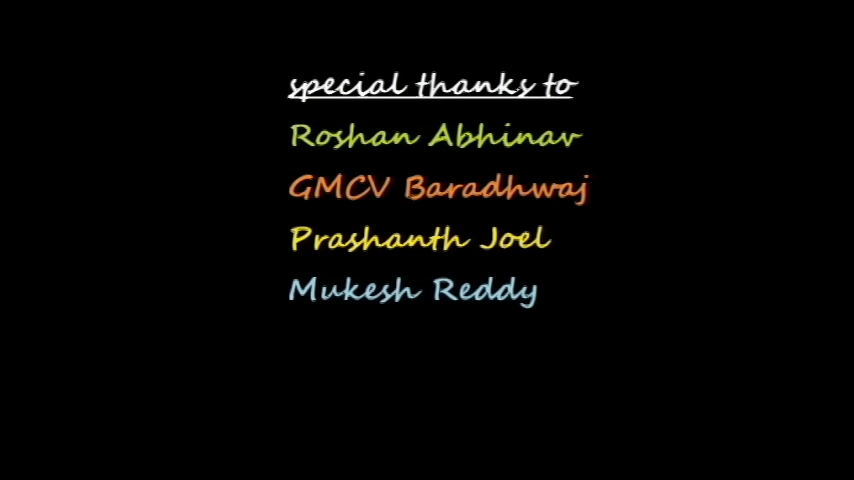 special thanks to
Roshan Abhinav
GMCV Baradhwaj
Prashanth Joel
Mukesh Reddy